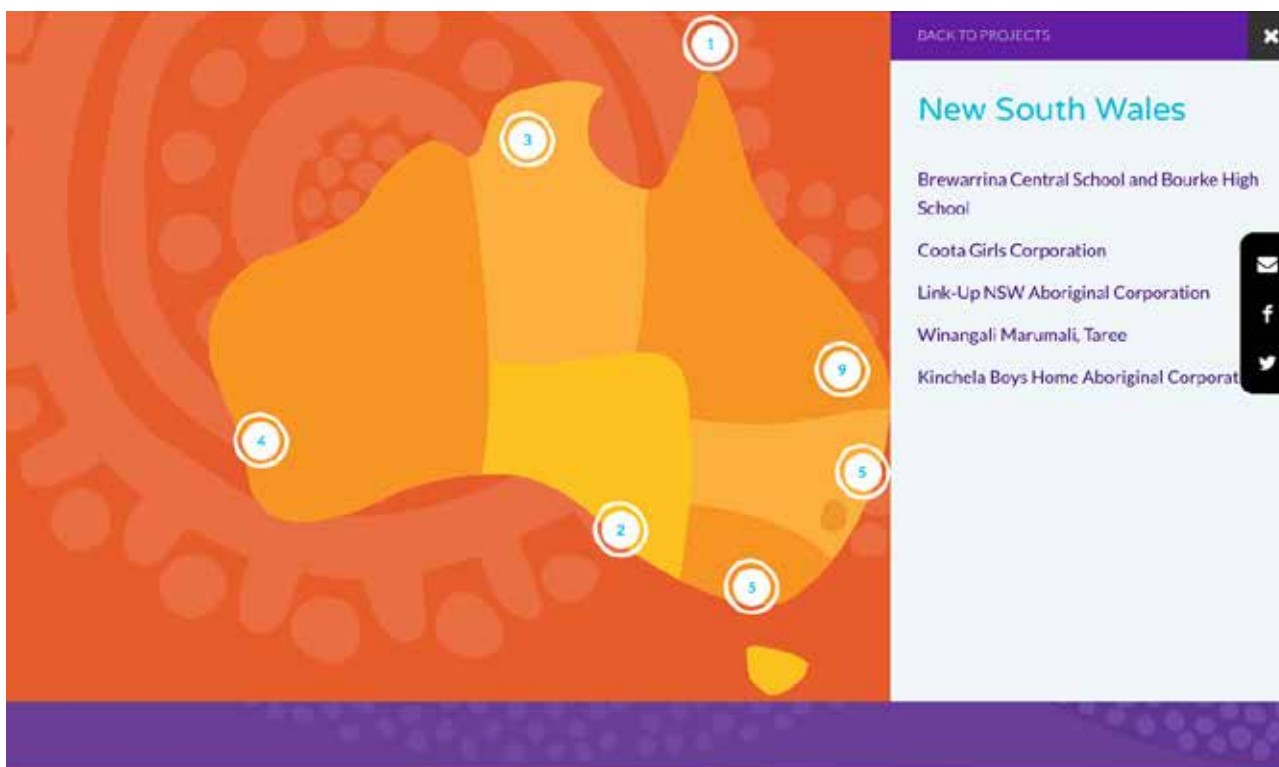 1
3
9
4
5
2
5
BACK TO PROJECTS
New South Wales
Brewarrina Central School and Bourke High
School
Coota Girls Corporation
Link-Up NSW Aboriginal Corporation
Winangali Marumali, Taree
Kinchela Boys Home Aboriginal Corporat